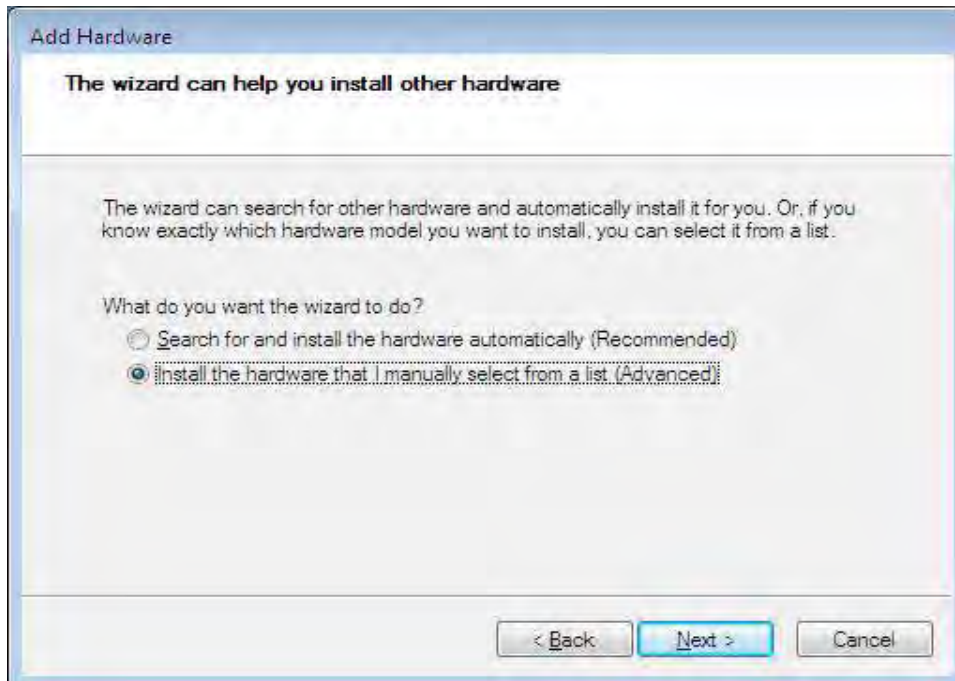 Add Hardware
The wizard can help you install other hardware
The wizard can search for other hardware and automatically install it for you. Or, if you
know exactly which hardware model you want to install, you can select it from a list.
What do you want the wizard to do?
Search for and install the hardware automatically (Recommended)
Install the hardware that I manually select from a list (Advanced)
< Back
Next >
Cancel